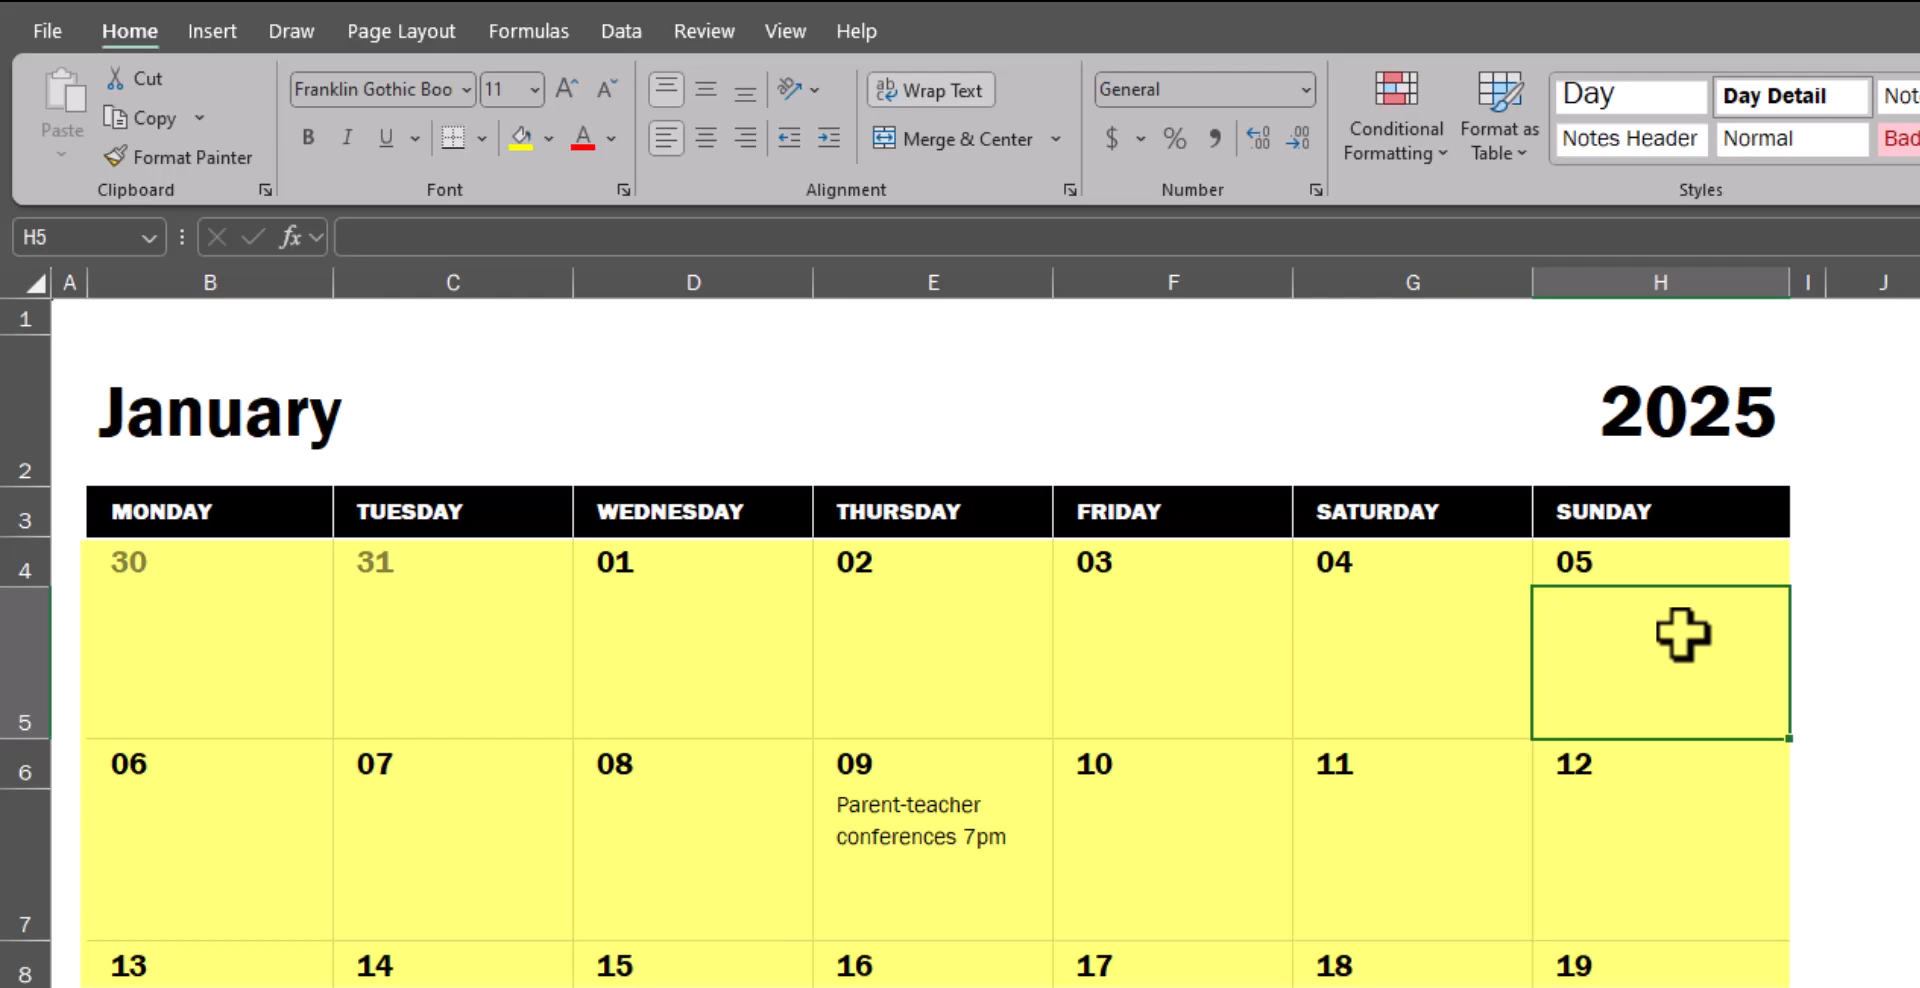 File Home Insert Draw Page Layout Formulas Data Review View Help
Paste
Cut
Copy
Format Painter
Clipboard
Franklin Gothic Boo 11 A A
B I U A
Font
ab Wrap Text
Merge & Center
Alignment
General
$ % , .00 .00
Number
Conditional Formatting
Format as Table
Day Day Detail Not
Notes Header Normal Bad
Styles
H5 fx
A B C D E F G H I J
1
January 2025
2
3 MONDAY TUESDAY WEDNESDAY THURSDAY FRIDAY SATURDAY SUNDAY
4 30 31 01 02 03 04 05
5
6 06 07 08 09 10 11 12
Parent-teacher
conferences 7pm
7
8 13 14 15 16 17 18 19